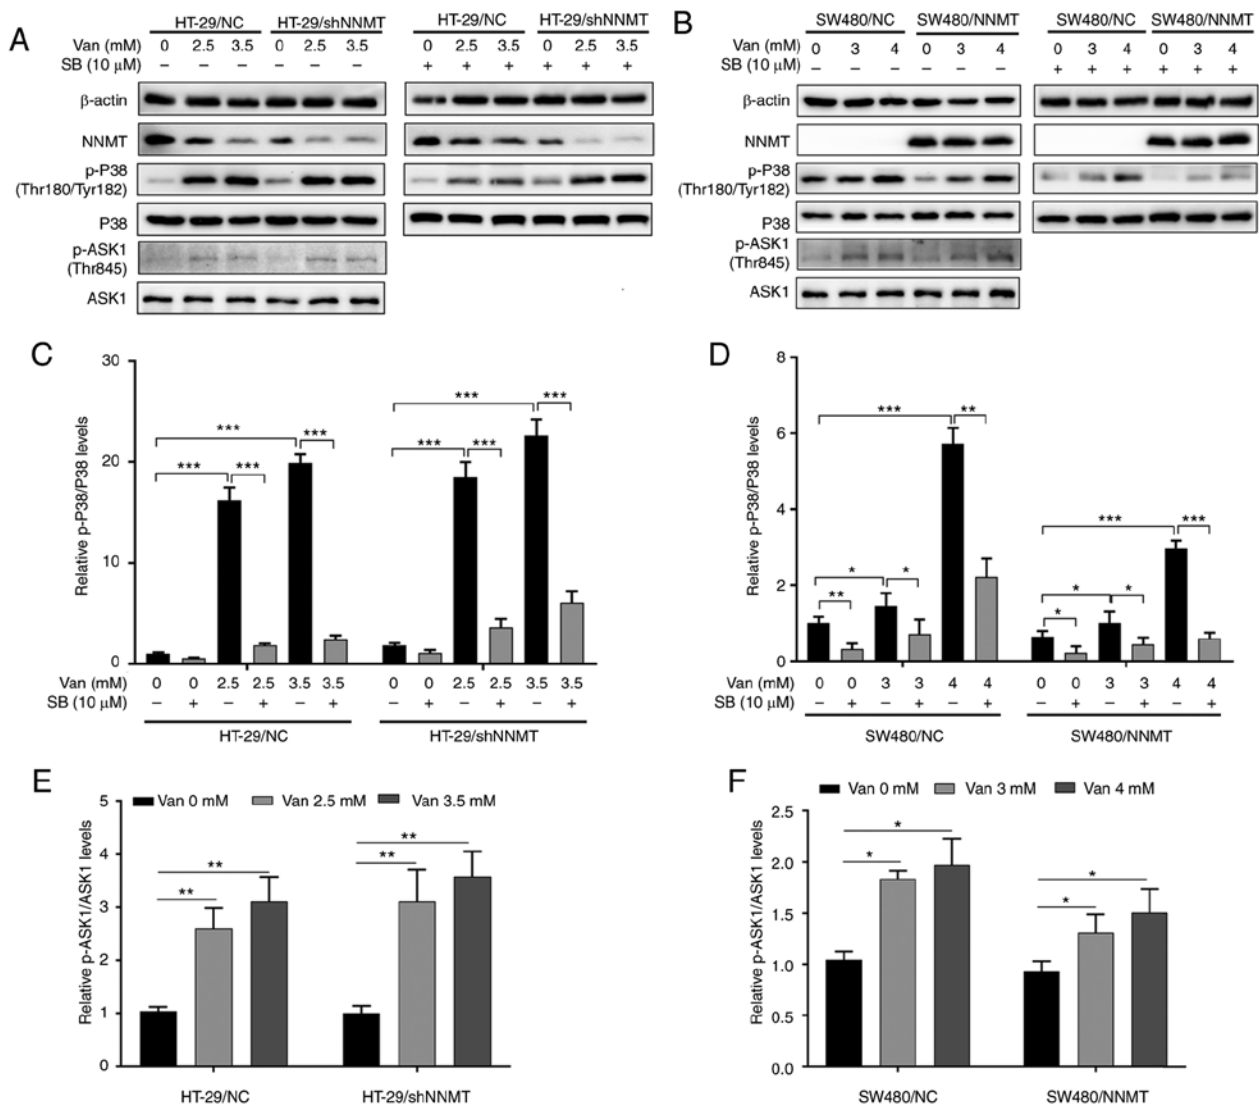 A
HT-29/NC HT-29/shNNMT HT-29/NC HT-29/shNNMT
Van (mM) 0 2.5 3.5 0 2.5 3.5 0 2.5 3.5 0 2.5 3.5
SB (10 μM) – – – – – – + + + + + +
β-actin
NNMT
p-P38
(Thr180/Tyr182)
P38
p-ASK1
(Thr845)
ASK1
B
SW480/NC SW480/NNMT SW480/NC SW480/NNMT
Van (mM) 0 3 4 0 3 4 0 3 4 0 3 4
SB (10 μM) – – – – – – + + + + + +
β-actin
NNMT
p-P38
(Thr180/Tyr182)
P38
p-ASK1
(Thr845)
ASK1
C
Relative p-P38/P38 levels
30
20
10
0
*** *** *** *** *** *** *** ***
Van (mM) 0 0 2.5 2.5 3.5 3.5 0 0 2.5 2.5 3.5 3.5
SB (10 μM) – + – + – + – + – + – +
HT-29/NC HT-29/shNNMT
D
Relative p-P38/P38 levels
8
6
4
2
0
*** ** * * ** *** *** * * *
Van (mM) 0 0 3 3 4 4 0 0 3 3 4 4
SB (10 μM) – + – + – + – + – + – +
SW480/NC SW480/NNMT
E
Van 0 mM Van 2.5 mM Van 3.5 mM
Relative p-ASK1/ASK1 levels
5
4
3
2
1
0
** ** ** **
HT-29/NC HT-29/shNNMT
F
Van 0 mM Van 3 mM Van 4 mM
Relative p-ASK1/ASK1 levels
2.5
2.0
1.5
1.0
0.5
0.0
* * * *
SW480/NC SW480/NNMT